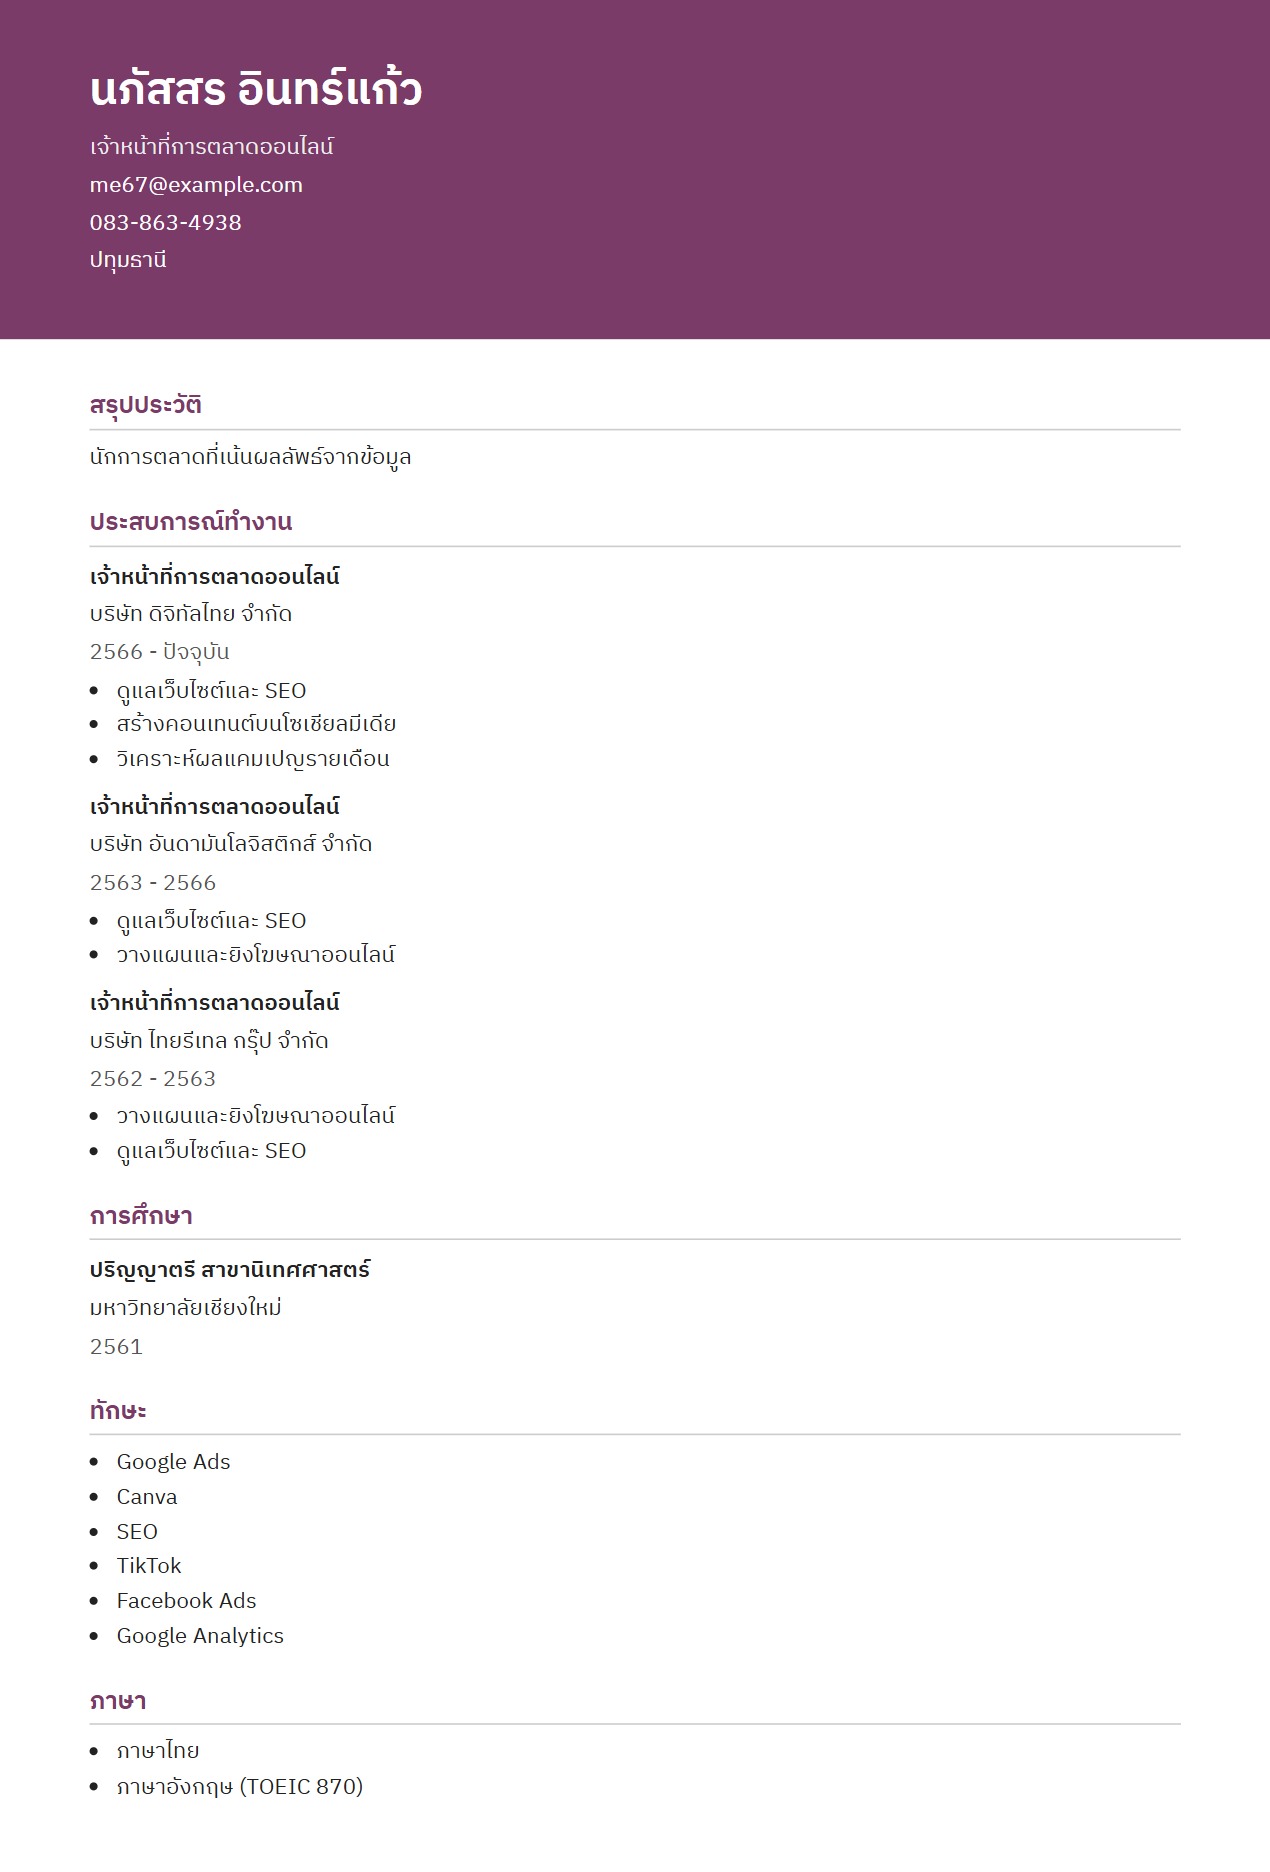 นภัสสร อินทร์แก้ว
เจ้าหน้าที่การตลาดออนไลน์
me67@example.com
083-863-4938
ปทุมธานี
สรุปประวัติ
นักการตลาดที่เน้นผลลัพธ์จากข้อมูล
ประสบการณ์ทำงาน
เจ้าหน้าที่การตลาดออนไลน์
บริษัท ดิจิทัลไทย จำกัด
2566 - ปัจจุบัน
• ดูแลเว็บไซต์และ SEO
• สร้างคอนเทนต์บนโซเชียลมีเดีย
• วิเคราะห์ผลแคมเปญรายเดือน
เจ้าหน้าที่การตลาดออนไลน์
บริษัท อันดามันโลจิสติกส์ จำกัด
2563 - 2566
• ดูแลเว็บไซต์และ SEO
• วางแผนและยิงโฆษณาออนไลน์
เจ้าหน้าที่การตลาดออนไลน์
บริษัท ไทยรีเทล กรุ๊ป จำกัด
2562 - 2563
• วางแผนและยิงโฆษณาออนไลน์
• ดูแลเว็บไซต์และ SEO
การศึกษา
ปริญญาตรี สาขานิเทศศาสตร์
มหาวิทยาลัยเชียงใหม่
2561
ทักษะ
• Google Ads
• Canva
• SEO
• TikTok
• Facebook Ads
• Google Analytics
ภาษา
• ภาษาไทย
• ภาษาอังกฤษ (TOEIC 870)